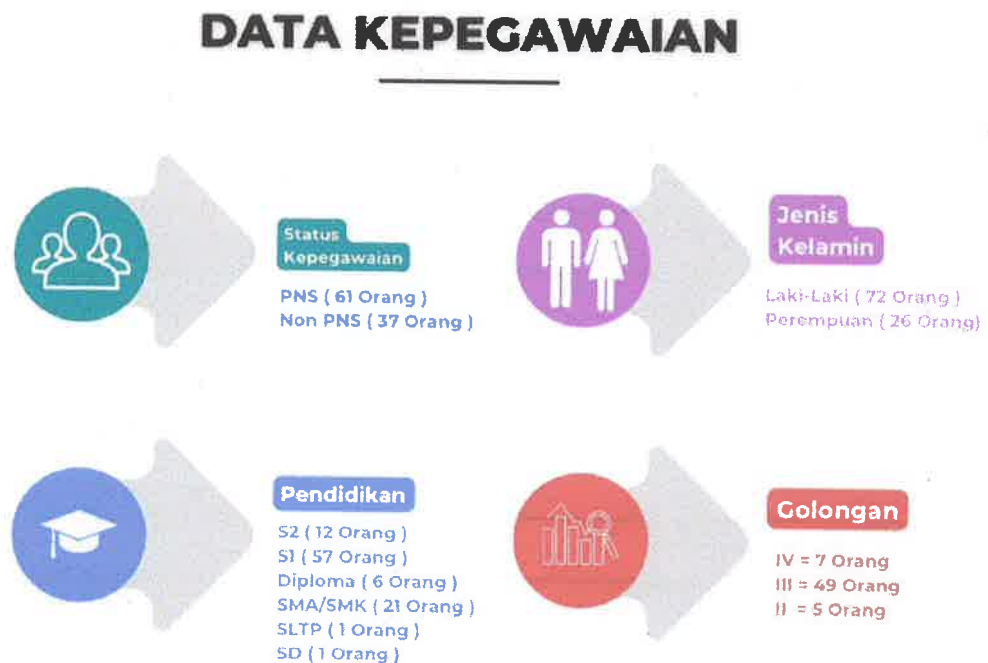 DATA KEPEGAWAIAN
Status
Kepegawaian
PNS ( 61 Orang )
Non PNS ( 37 Orang )
Jenis
Kelamin
Laki-Laki ( 72 Orang )
Perempuan ( 26 Orang)
Pendidikan
S2 ( 12 Orang )
S1 ( 57 Orang )
Diploma ( 6 Orang )
SMA/SMK ( 21 Orang )
SLTP ( 1 Orang )
SD ( 1 Orang )
Golongan
IV = 7 Orang
III = 49 Orang
II = 5 Orang